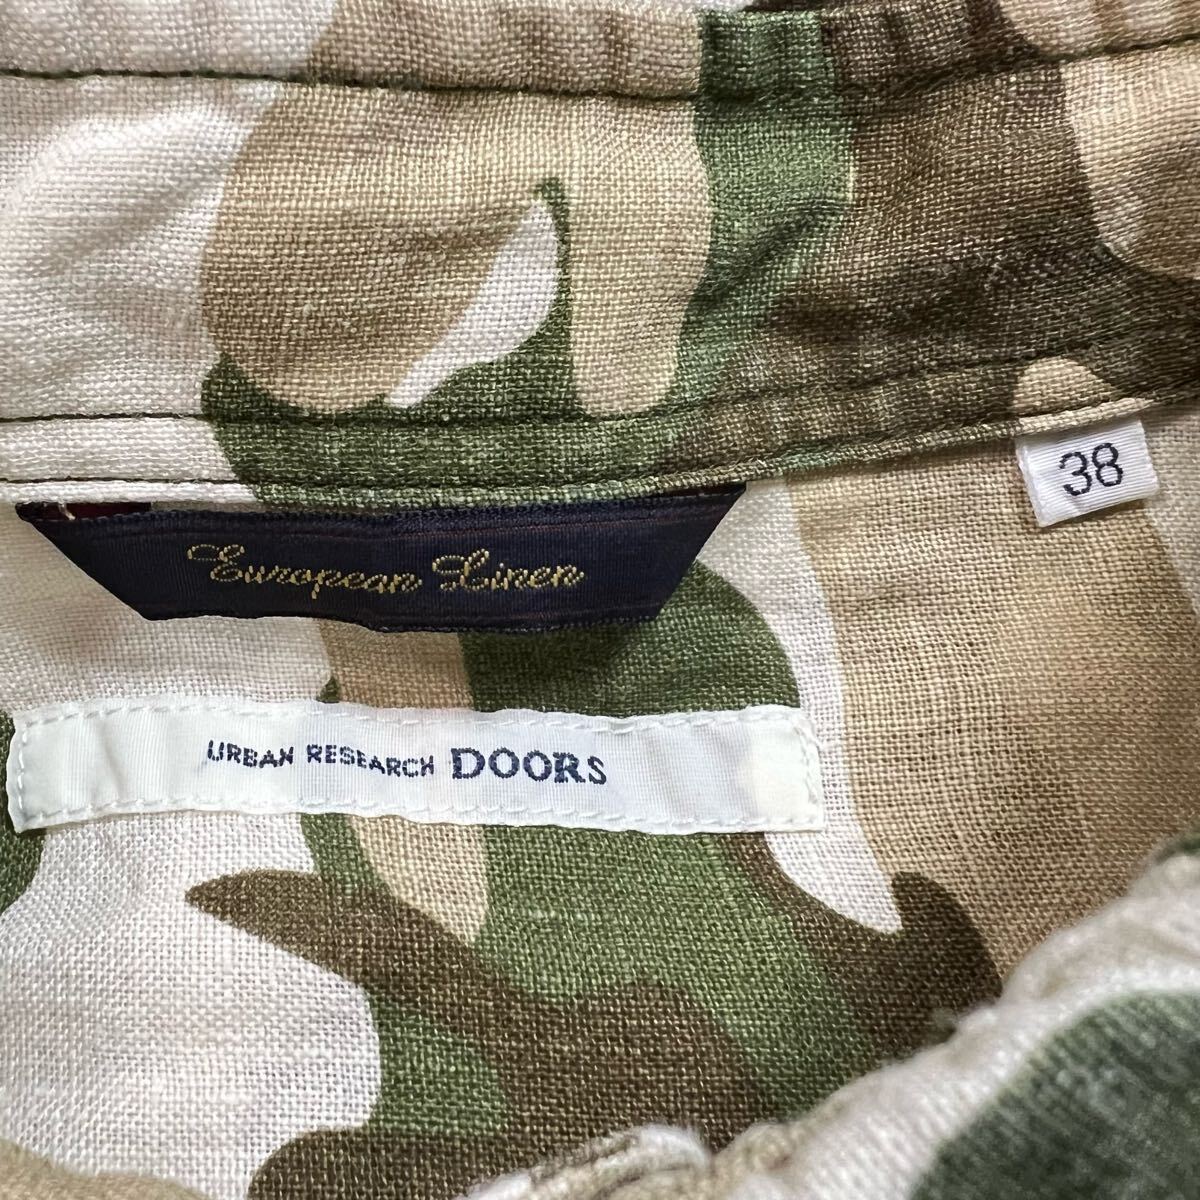 38
European Linen
URBAN RESEARCH DOORS